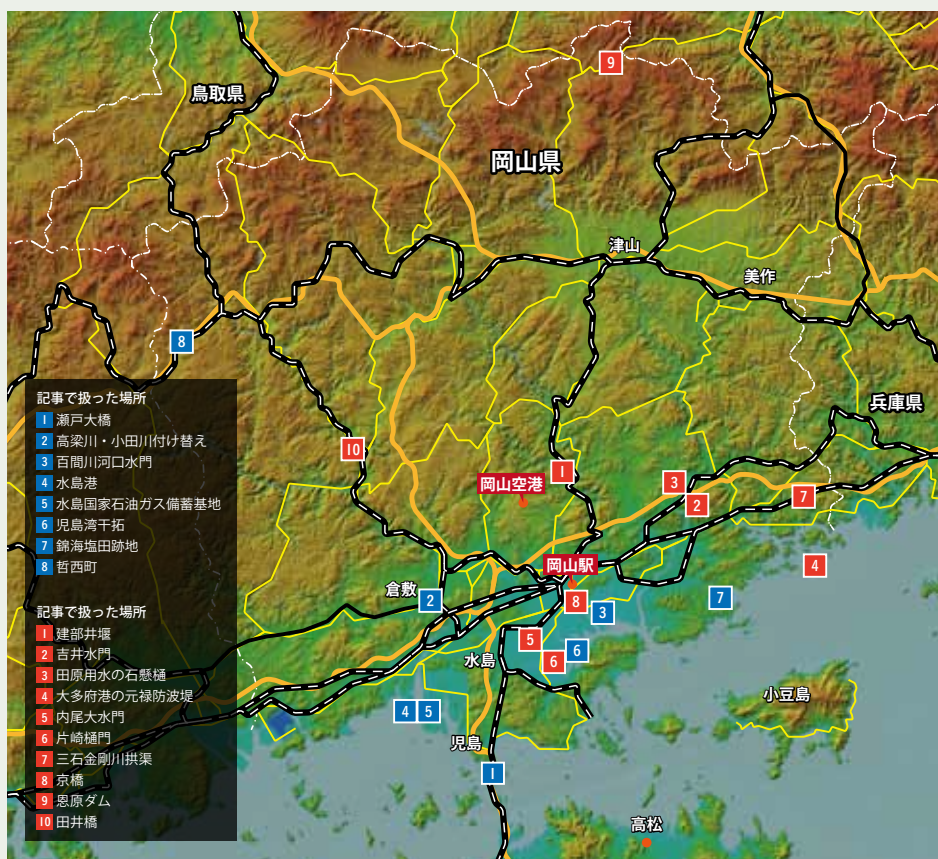 9
鳥取県
岡山県
津山
美作
8
兵庫県
10
1
岡山空港
3
2
7
岡山駅
4
倉敷
2
8
3
7
5
6
6
水島
小豆島
4
5
児島
1
高松
記事で扱った場所
1 瀬戸大橋
2 高梁川・小田川付け替え
3 百間川河口水門
4 水島港
5 水島国家石油ガス備蓄基地
6 児島湾干拓
7 錦海塩田跡地
8 哲西町
記事で扱った場所
1 建部井堰
2 吉井水門
3 田原用水の石懸樋
4 大多府港の元禄防波堤
5 内尾大水門
6 片崎樋門
7 三石金剛川拱渠
8 京橋
9 恩原ダム
10 田井橋